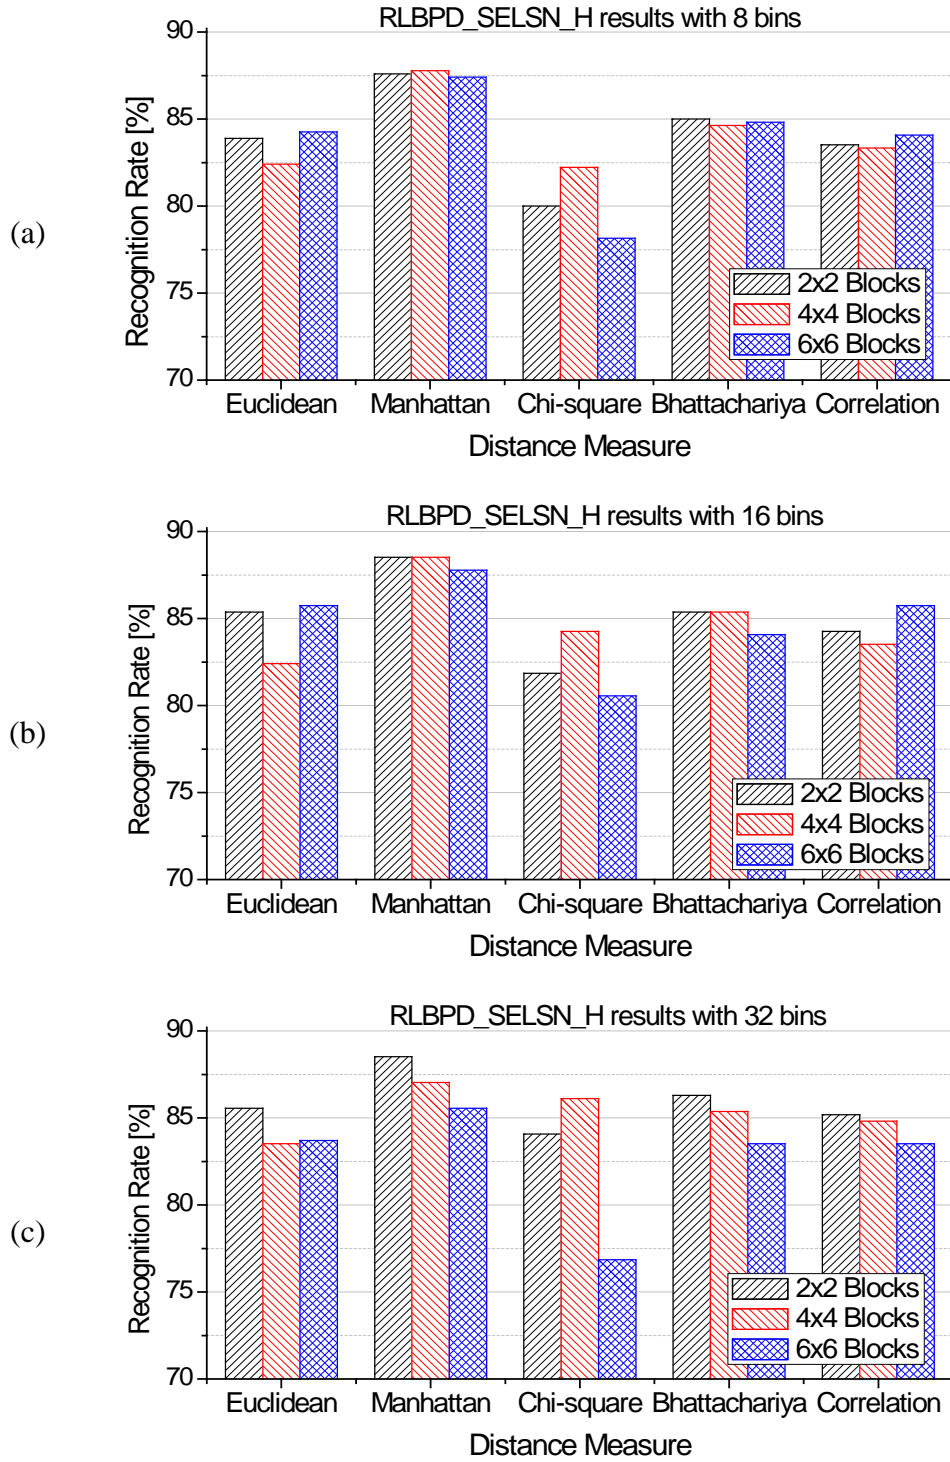 RLBPD_SELSN_H results with 8 bins
90
85
80
75
70
Recognition Rate [%]
(a)
2x2 Blocks
4x4 Blocks
6x6 Blocks
Euclidean Manhattan Chi-square Bhattachariya Correlation
Distance Measure
RLBPD_SELSN_H results with 16 bins
90
85
80
75
70
Recognition Rate [%]
(b)
2x2 Blocks
4x4 Blocks
6x6 Blocks
Euclidean Manhattan Chi-square Bhattachariya Correlation
Distance Measure
RLBPD_SELSN_H results with 32 bins
90
85
80
75
70
Recognition Rate [%]
(c)
2x2 Blocks
4x4 Blocks
6x6 Blocks
Euclidean Manhattan Chi-square Bhattachariya Correlation
Distance Measure